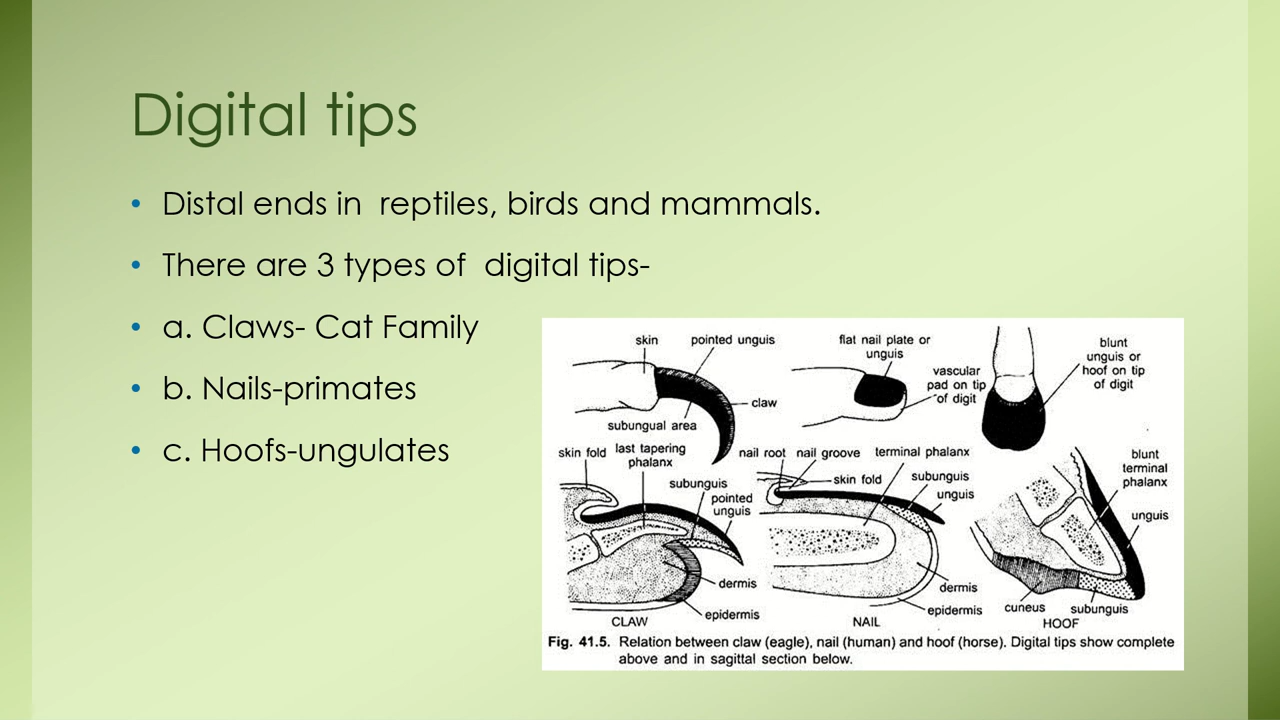 Digital tips
• Distal ends in  reptiles, birds and mammals.
• There are 3 types of  digital tips-
• a. Claws- Cat Family
• b. Nails-primates
• c. Hoofs-ungulates
skin
pointed unguis
claw
subungual area
flat nail plate or
unguis
vascular
pad on tip
of digit
blunt
unguis or
hoof on tip
of digit
skin fold
last tapering
phalanx
subunguis
pointed
unguis
dermis
epidermis
CLAW
nail root
nail groove
terminal phalanx
skin fold
subunguis
unguis
dermis
epidermis
NAIL
blunt
terminal
phalanx
unguis
cuneus
subunguis
HOOF
Fig. 41.5. Relation between claw (eagle), nail (human) and hoof (horse). Digital tips show complete
above and in sagittal section below.